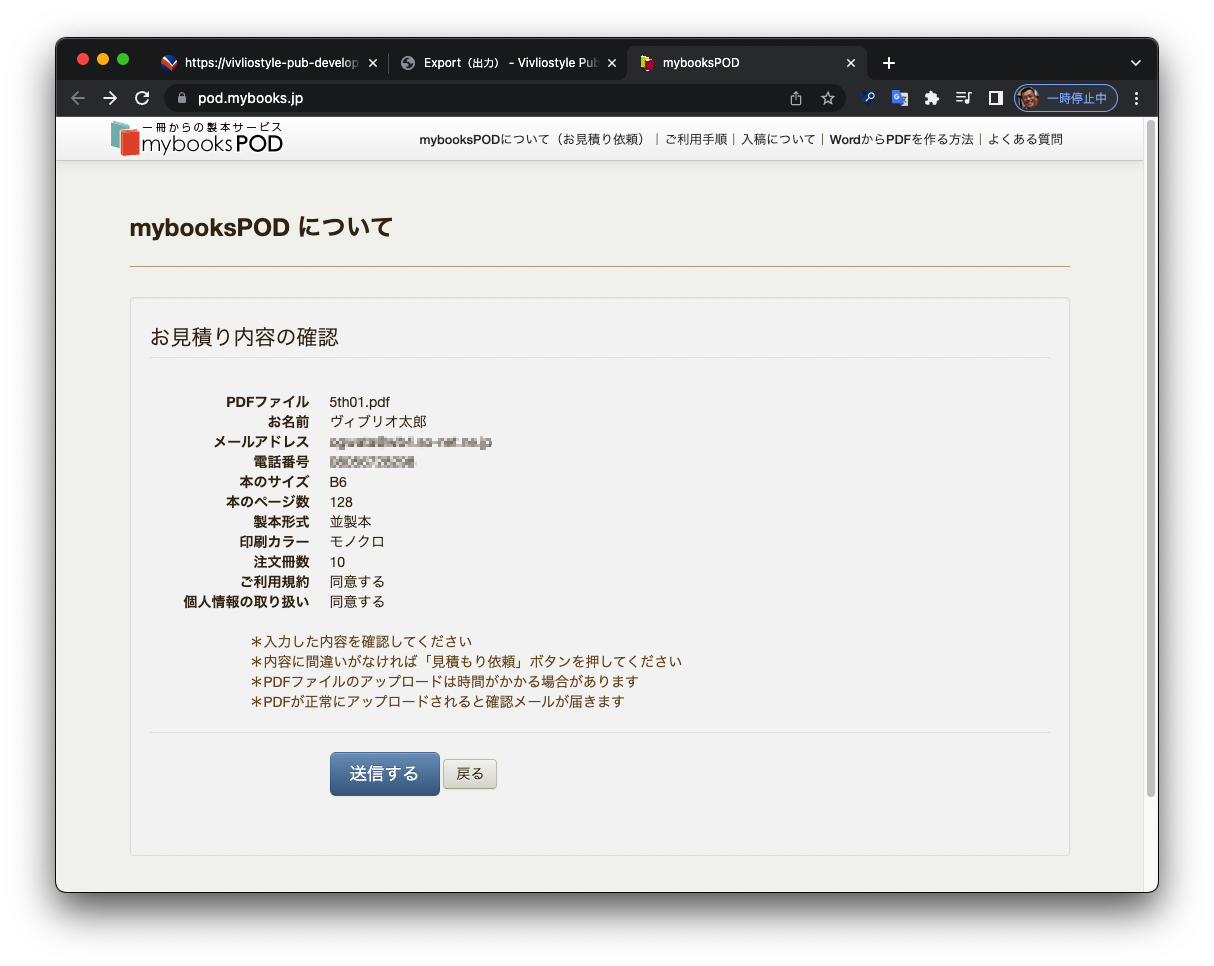 https://vivliostyle-pub-develop
Export（出力） - Vivliostyle Pub
mybooksPOD
pod.mybooks.jp
一時停止中
一冊からの製本サービス
mybooksPOD
mybooksPODについて（お見積り依頼）｜ご利用手順｜入稿について｜WordからPDFを作る方法｜よくある質問
mybooksPOD について
お見積り内容の確認
PDFファイル 5th01.pdf
お名前 ヴィブリオ太郎
メールアドレス
電話番号
本のサイズ B6
本のページ数 128
製本形式 並製本
印刷カラー モノクロ
注文冊数 10
ご利用規約 同意する
個人情報の取り扱い 同意する
＊入力した内容を確認してください
＊内容に間違いがなければ「見積もり依頼」ボタンを押してください
＊PDFファイルのアップロードは時間がかかる場合があります
＊PDFが正常にアップロードされると確認メールが届きます
送信する 戻る